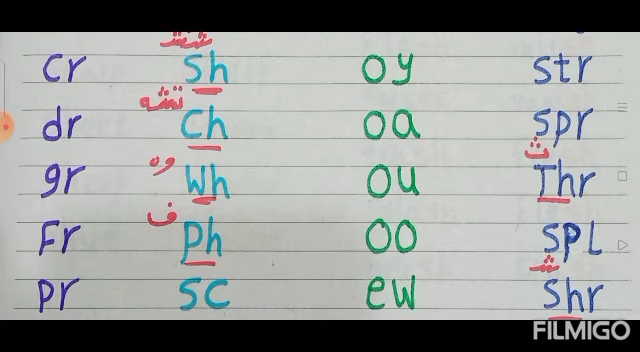 cr sh oy str
dr ch oa spr
ث
gr wh ou Thr
وه
ف
Fr ph oo spl
pr sc ew shr
FILMIGO